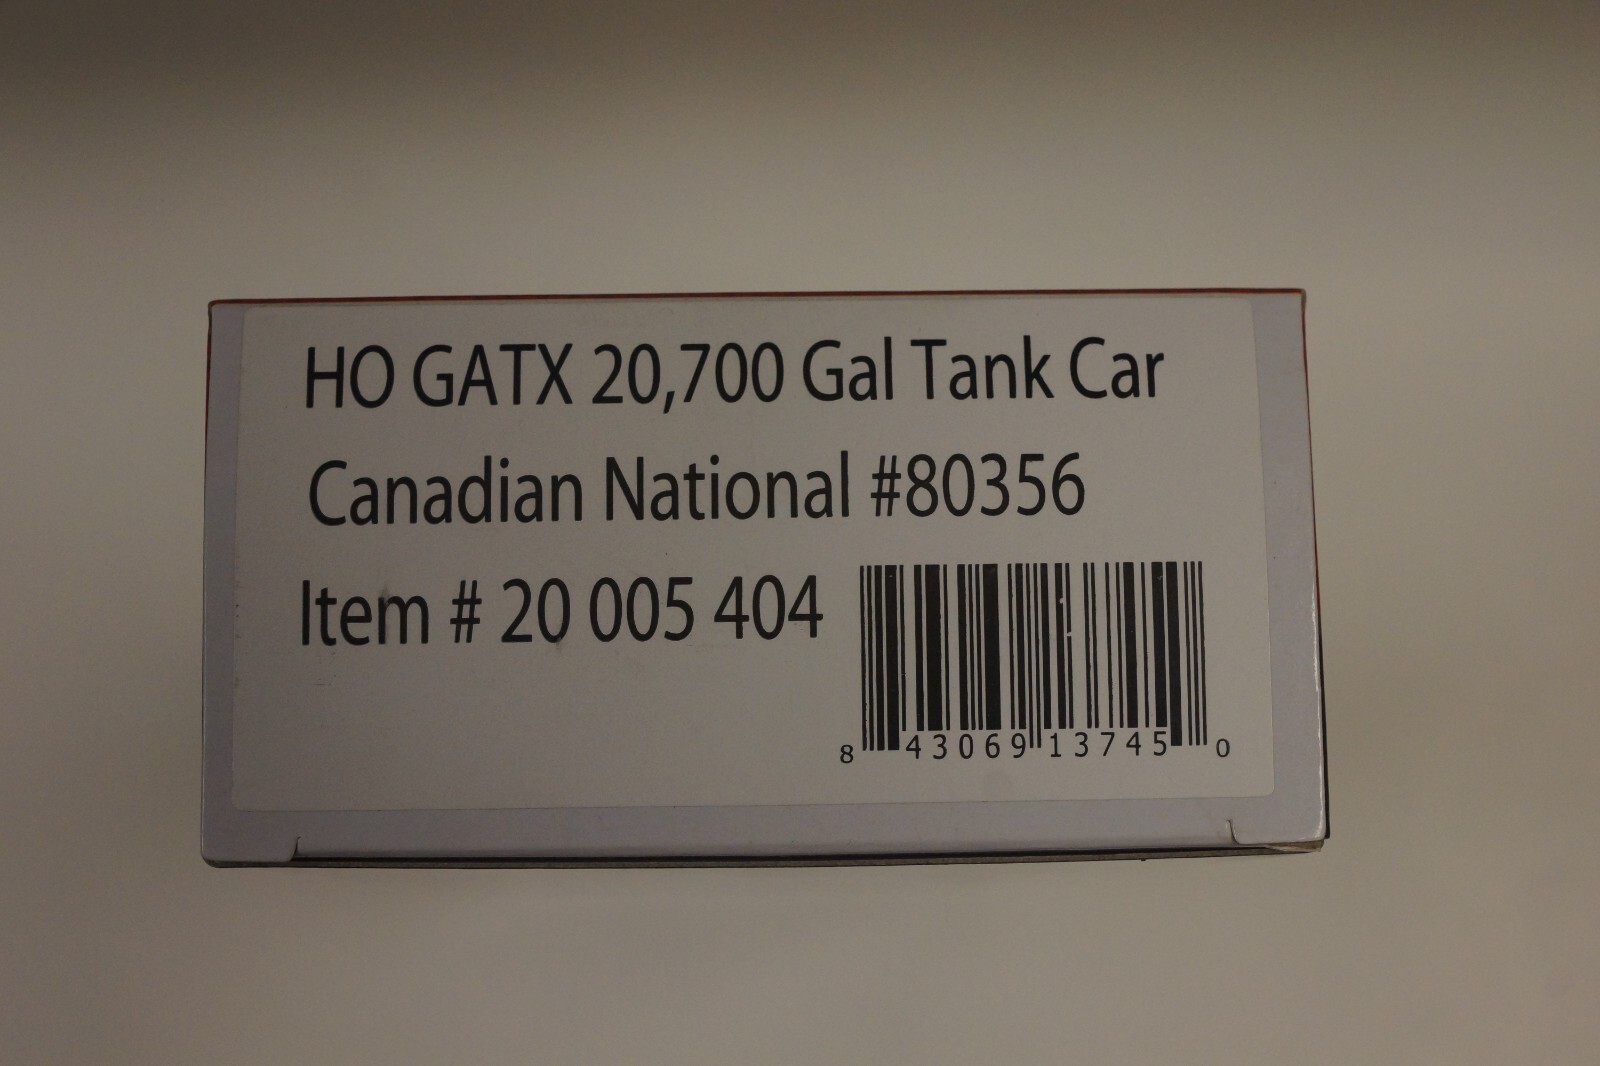 HO GATX 20,700 Gal Tank Car
Canadian National #80356
Item # 20 005 404
8 43069 13745 0